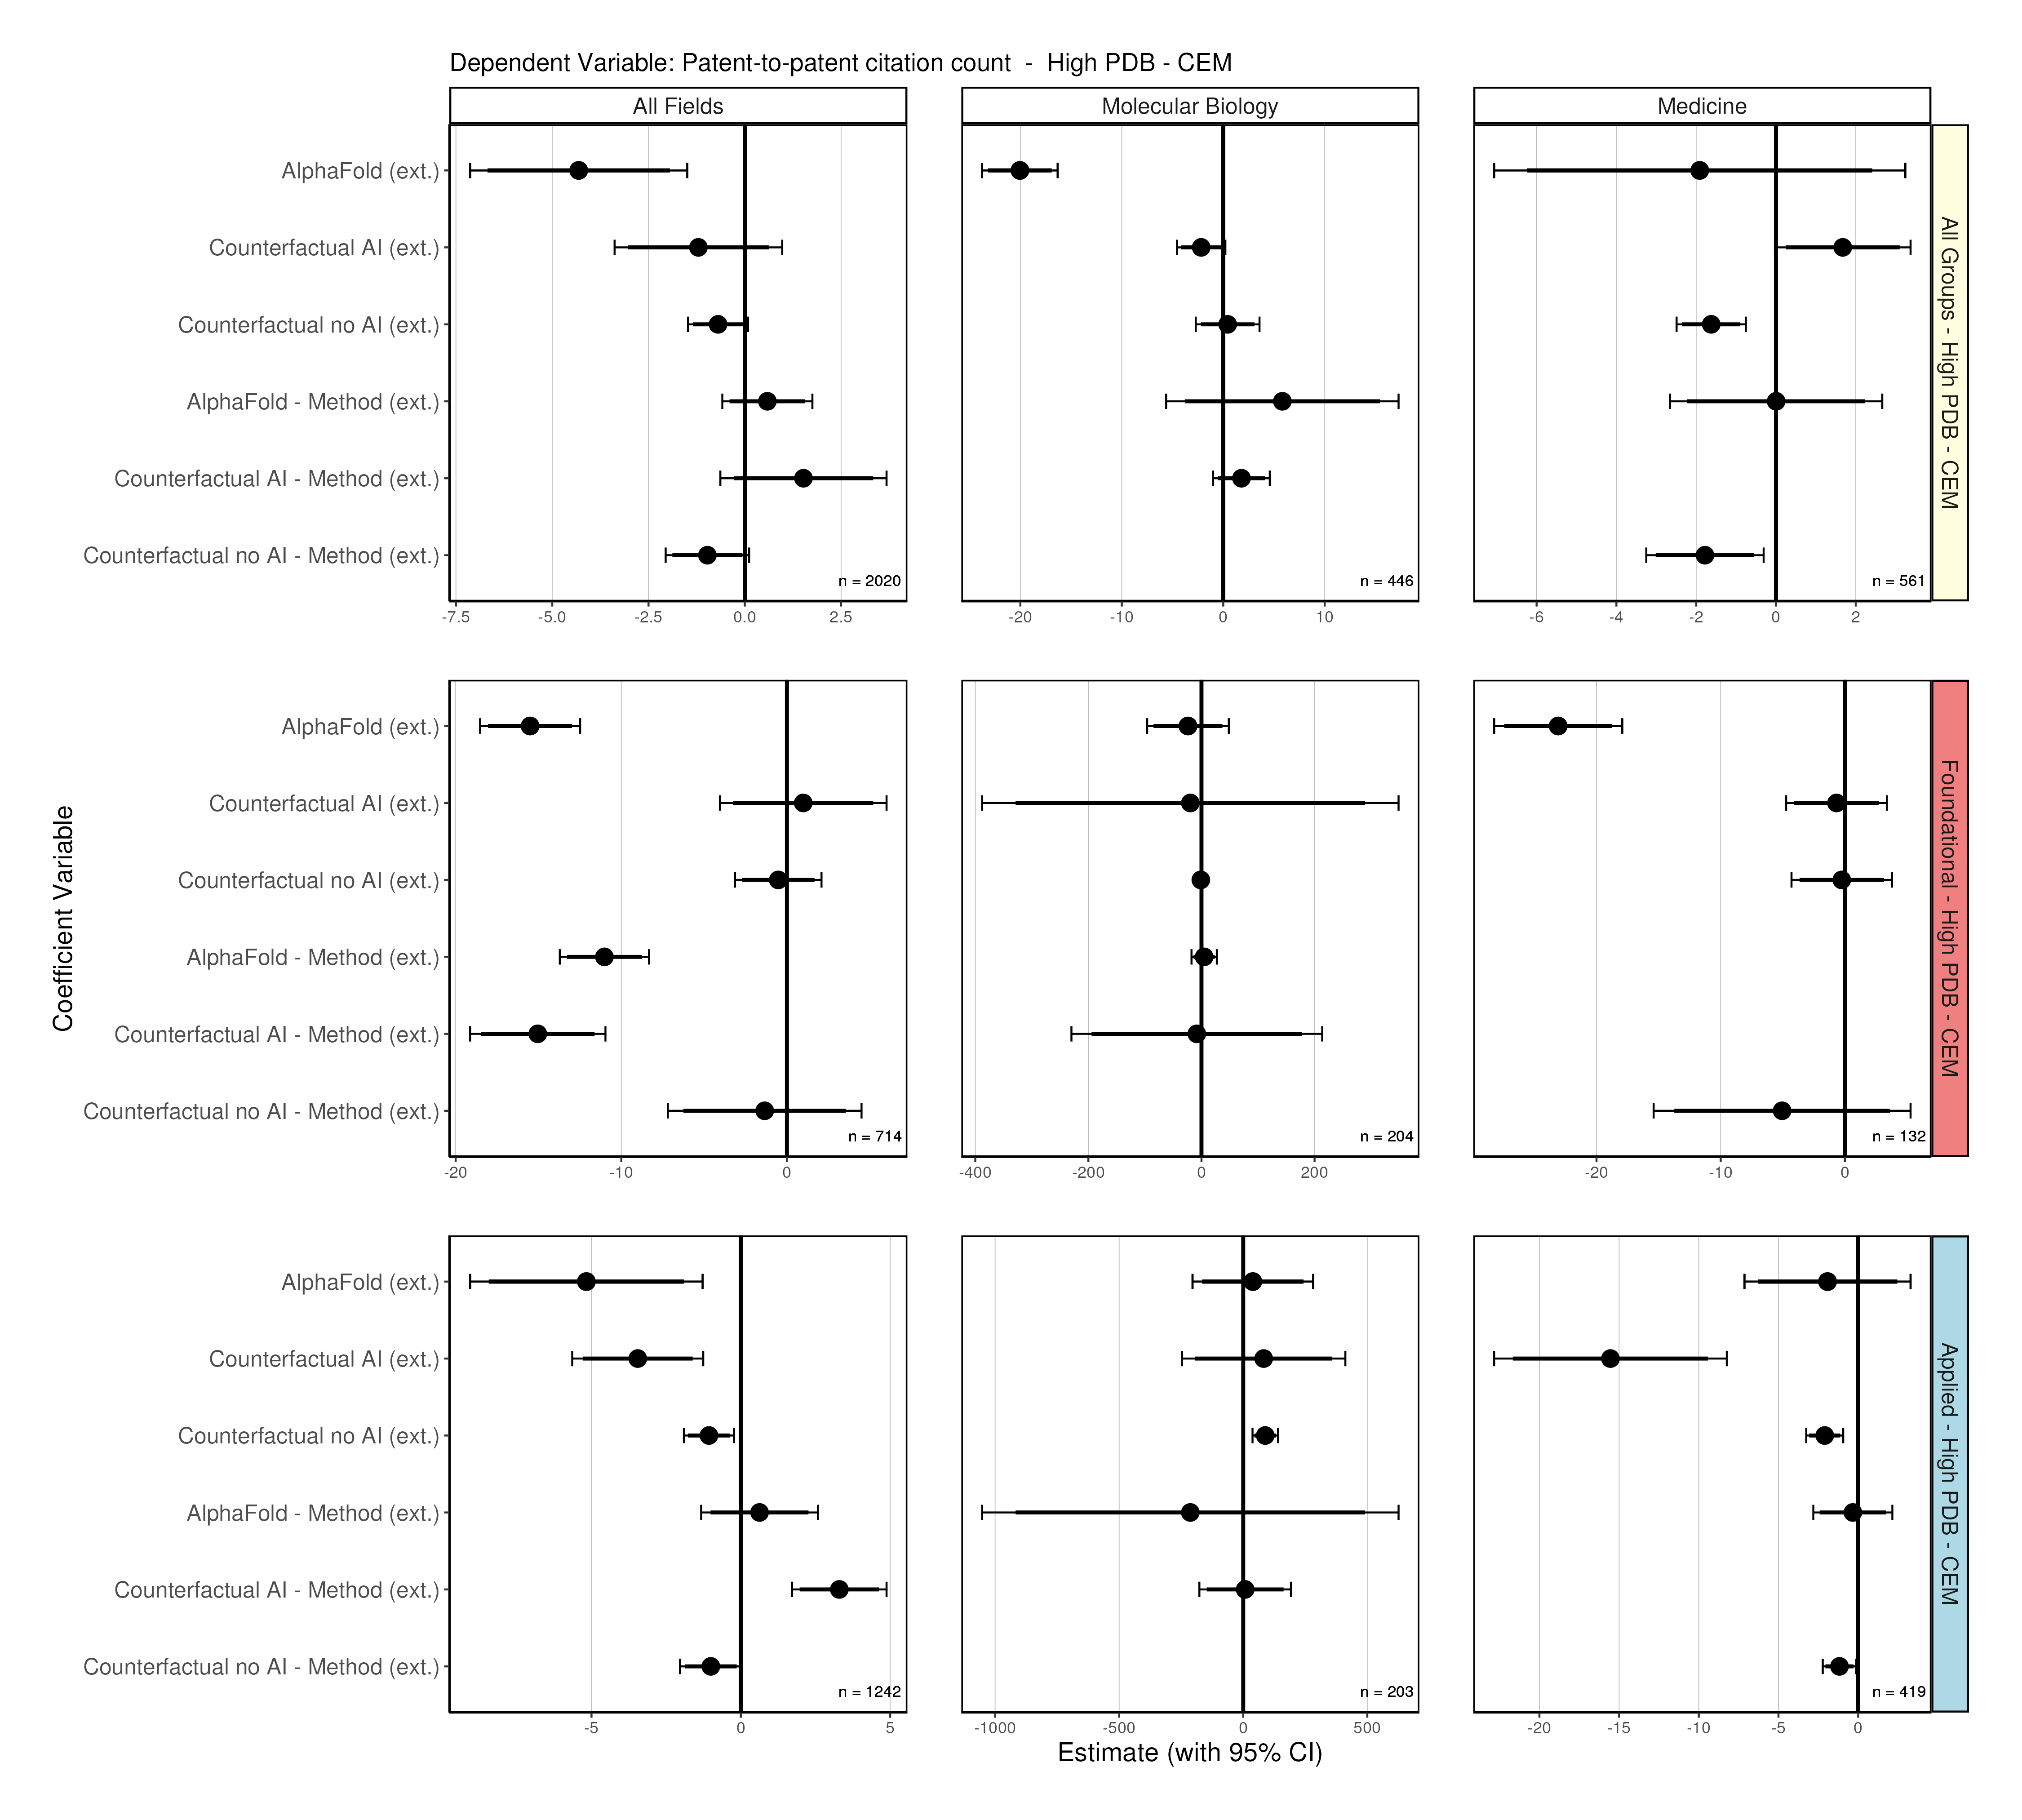 Dependent Variable: Patent-to-patent citation count - High PDB - CEM
All Fields
Molecular Biology
Medicine
AlphaFold (ext.)
Counterfactual AI (ext.)
Counterfactual no AI (ext.)
AlphaFold - Method (ext.)
Counterfactual AI - Method (ext.)
Counterfactual no AI - Method (ext.)
n = 2020
n = 446
n = 561
All Groups - High PDB - CEM
-7.5 -5.0 -2.5 0.0 2.5
-20 -10 0 10
-6 -4 -2 0 2
Coefficient Variable
AlphaFold (ext.)
Counterfactual AI (ext.)
Counterfactual no AI (ext.)
AlphaFold - Method (ext.)
Counterfactual AI - Method (ext.)
Counterfactual no AI - Method (ext.)
n = 714
n = 204
n = 132
Foundational - High PDB - CEM
-20 -10 0
-400 -200 0 200
-20 -10 0
AlphaFold (ext.)
Counterfactual AI (ext.)
Counterfactual no AI (ext.)
AlphaFold - Method (ext.)
Counterfactual AI - Method (ext.)
Counterfactual no AI - Method (ext.)
n = 1242
n = 203
n = 419
Applied - High PDB - CEM
-5 0 5
-1000 -500 0 500
-20 -15 -10 -5 0
Estimate (with 95% CI)